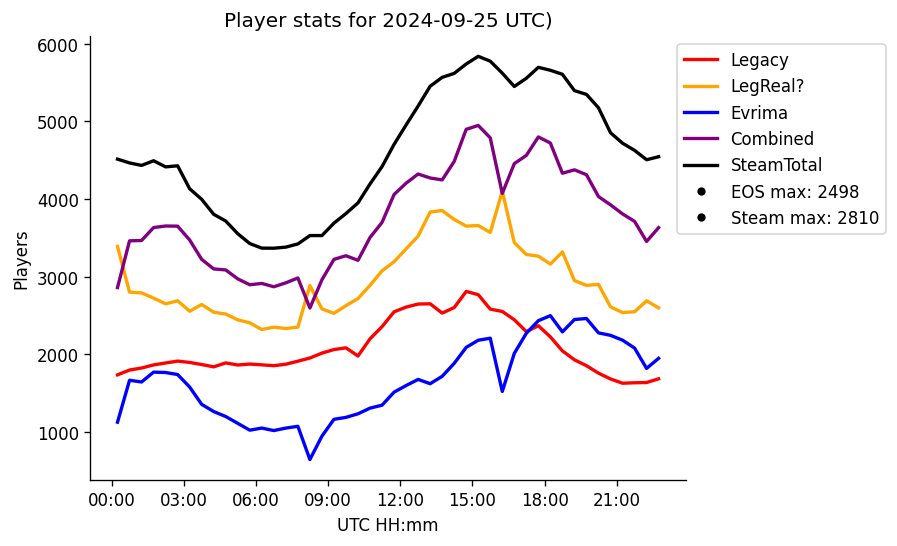 Player stats for 2024-09-25 UTC)
6000
5000
4000
3000
2000
1000
Players
00:00 03:00 06:00 09:00 12:00 15:00 18:00 21:00
UTC HH:mm
Legacy
LegReal?
Evrima
Combined
SteamTotal
EOS max: 2498
Steam max: 2810